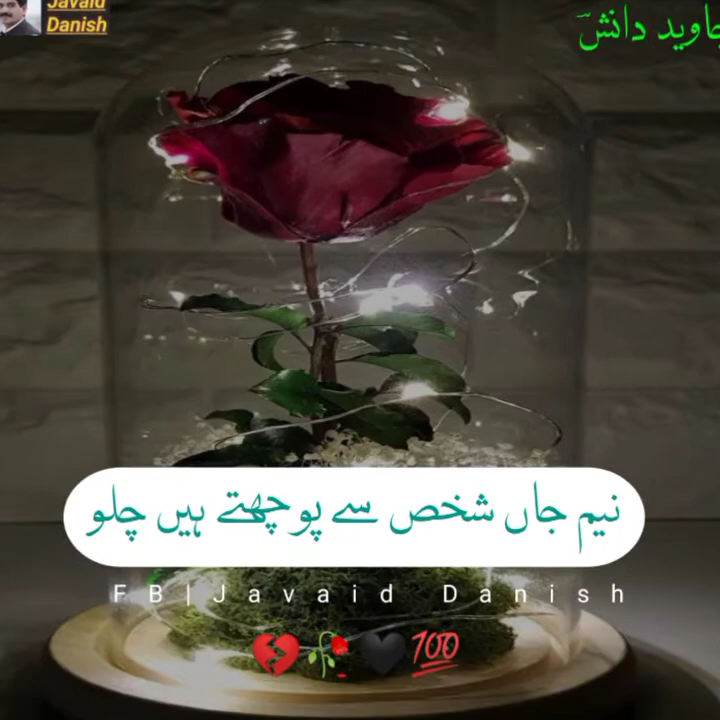 Javaid
Danish
جاوید دانشؔ
نیم جاں شخص سے پوچھتے ہیں چلو
FB|Javaid Danish
💔🥀🖤💯